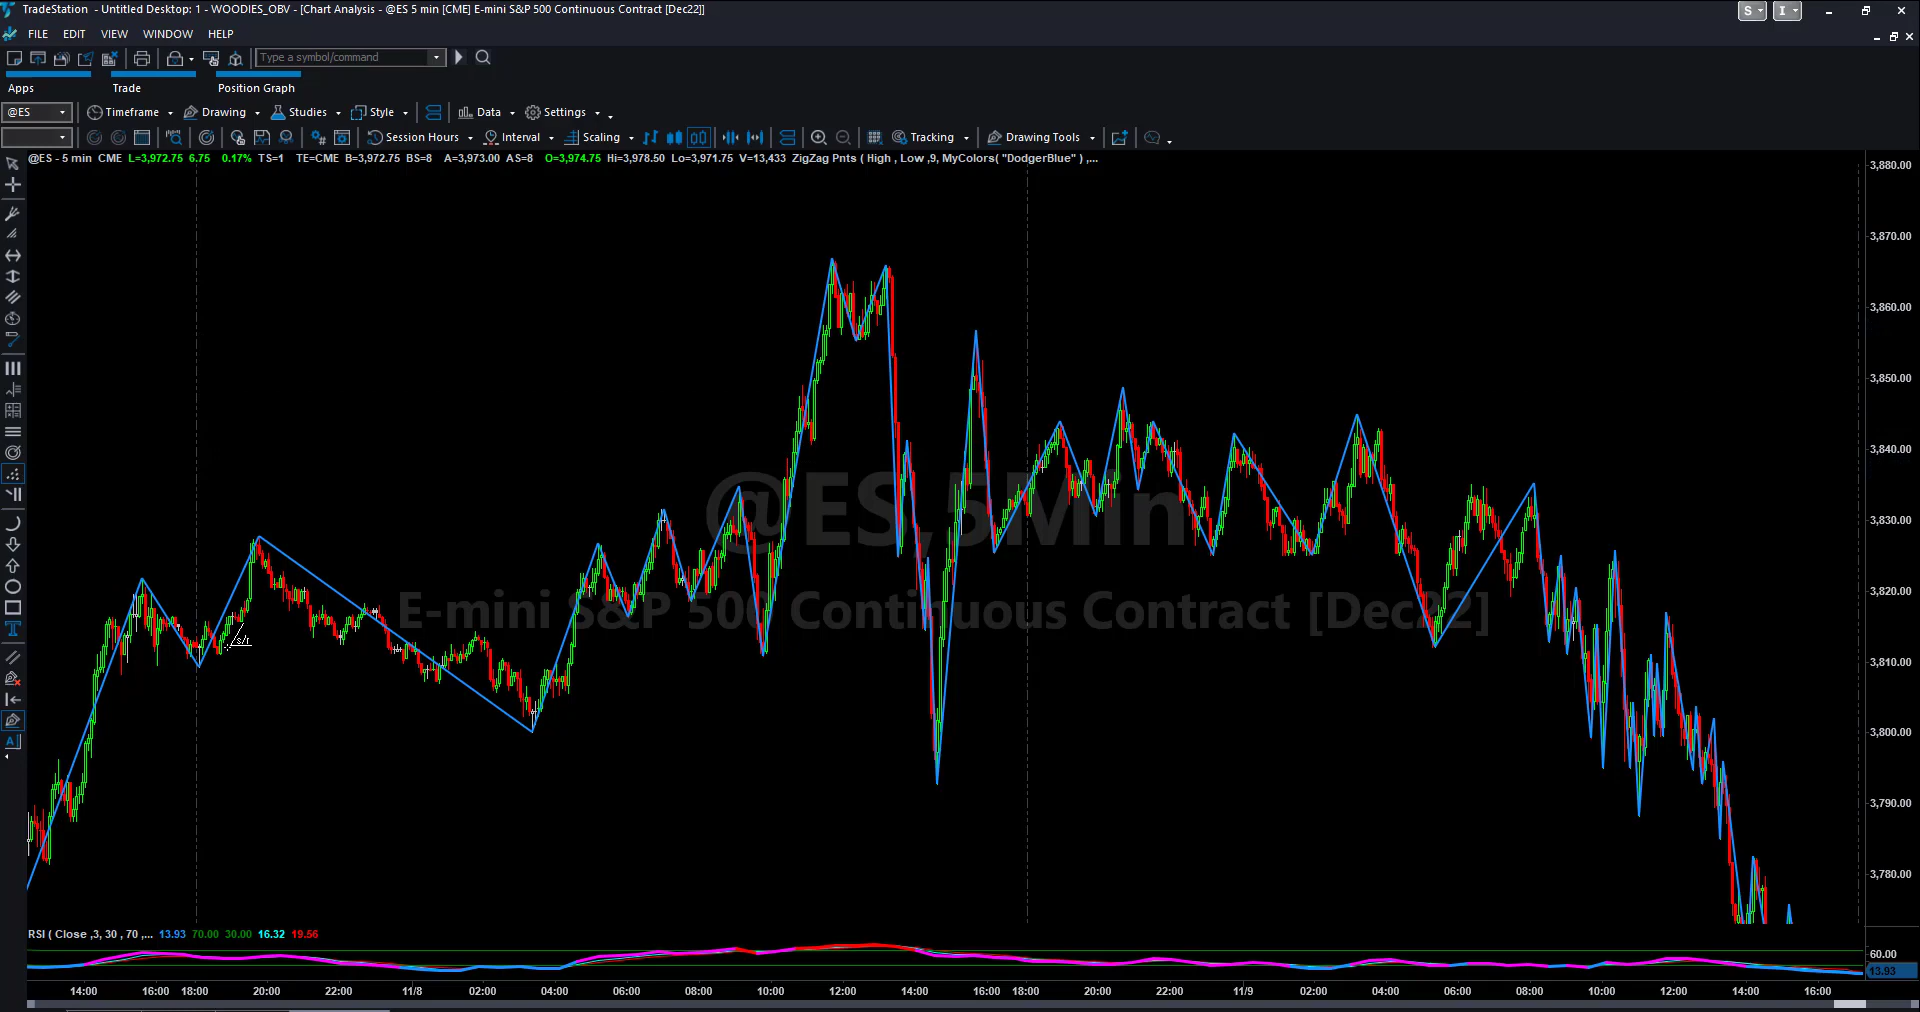 TradeStation - Untitled Desktop: 1 - WOODIES_OBV - [Chart Analysis - @ES 5 min [CME] E-mini S&P 500 Continuous Contract [Dec22]]
S I
FILE EDIT VIEW WINDOW HELP
Type a symbol/command
Apps Trade Position Graph
@ES Timeframe Drawing Studies Style Data Settings
Session Hours Interval Scaling Tracking Drawing Tools
@ES - 5 min CME L=3,972.75 6.75 0.17% TS=1 TE=CME B=3,972.75 BS=8 A=3,973.00 AS=8 O=3,974.75 Hi=3,978.50 Lo=3,971.75 V=13,433 ZigZag Pnts ( High , Low ,9, MyColors( "DodgerBlue" ) ,...
3,880.00
3,870.00
3,860.00
3,850.00
3,840.00
3,830.00
3,820.00
3,810.00
3,800.00
3,790.00
3,780.00
@ES,5Min
E-mini S&P 500 Continuous Contract [Dec22]
s/r
RSI ( Close ,3, 30 , 70 ,... 13.93 70.00 30.00 16.32 19.56
60.00
13.93
14:00 16:00 18:00 20:00 22:00 11/8 02:00 04:00 06:00 08:00 10:00 12:00 14:00 16:00 18:00 20:00 22:00 11/9 02:00 04:00 06:00 08:00 10:00 12:00 14:00 16:00